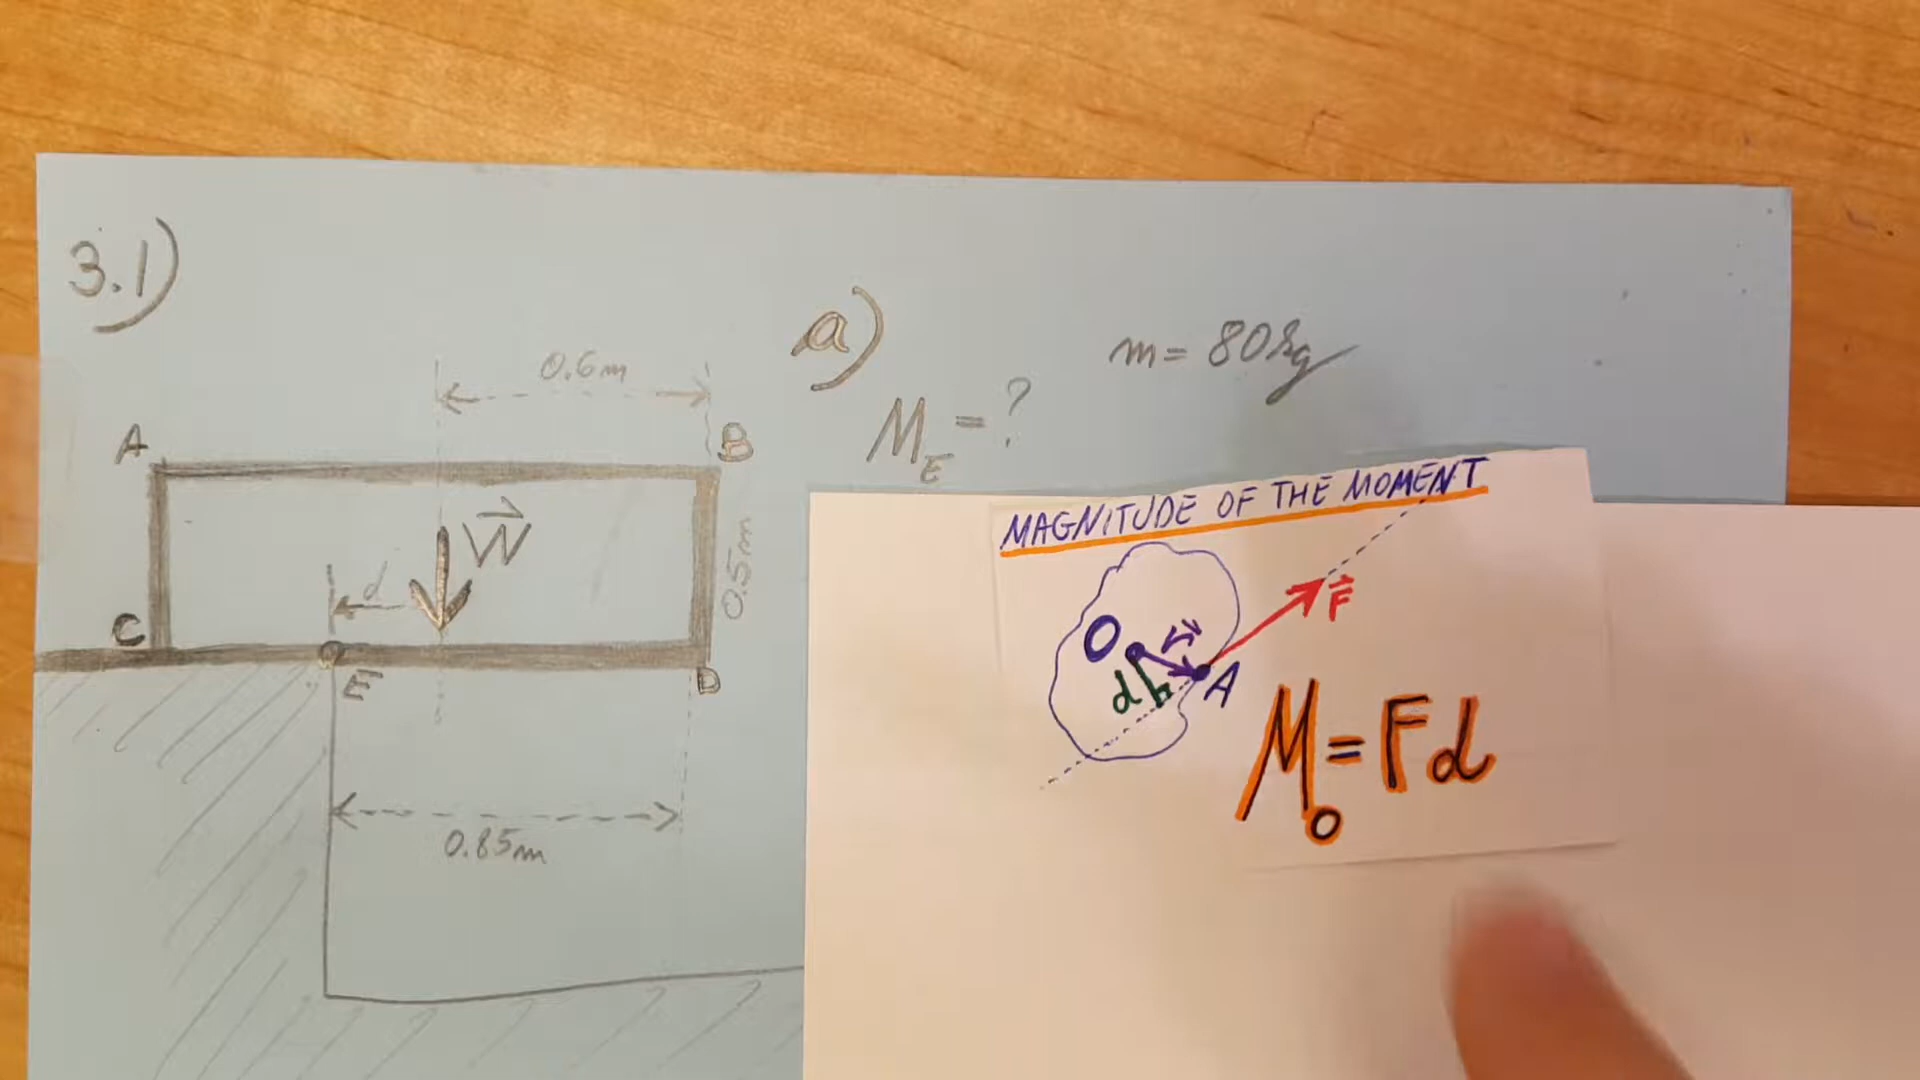 3.1)
a)
m = 80kg
M_E = ?
0.6m
A
B
W
0.5m
d
C
E
D
0.85m
MAGNITUDE OF THE MOMENT
O
r
F
d
A
M_O = Fd